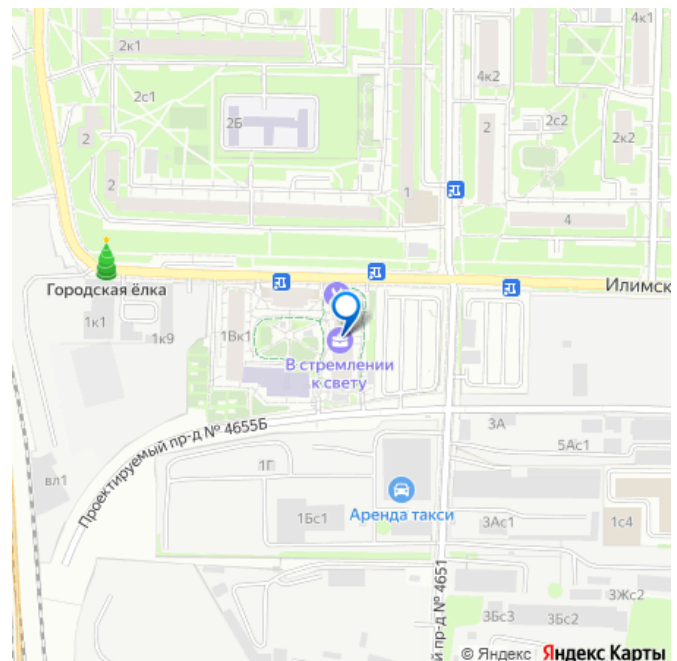 2к1
4к1
4к2
2с1
2Б
2
2
2с2
2к2
2
1
4
Городская ёлка
Илимск
1к1
1к9
1Вк1
В стремлении
к свету
Проектируемый пр-д № 4655Б
3А
5Ас1
1Г
вл1
Аренда такси
1Бс1
3Ас1
1с4
й пр-д № 4651
3Жс2
3Бс3
3Бс2
© Яндекс Яндекс Карты